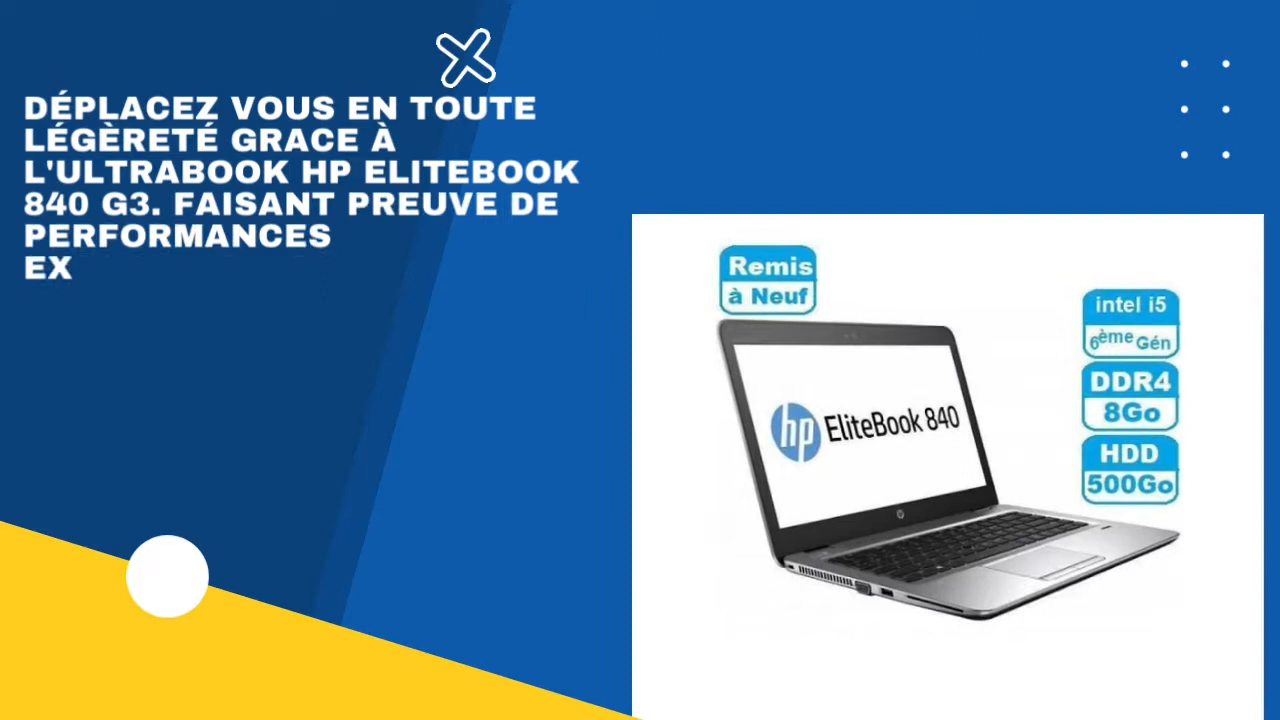 DÉPLACEZ VOUS EN TOUTE
LÉGÈRETÉ GRACE À
L'ULTRABOOK HP ELITEBOOK
840 G3. FAISANT PREUVE DE
PERFORMANCES
EX
Remis
à Neuf
intel i5
6ème Gén
DDR4
8Go
HDD
500Go
hp EliteBook 840